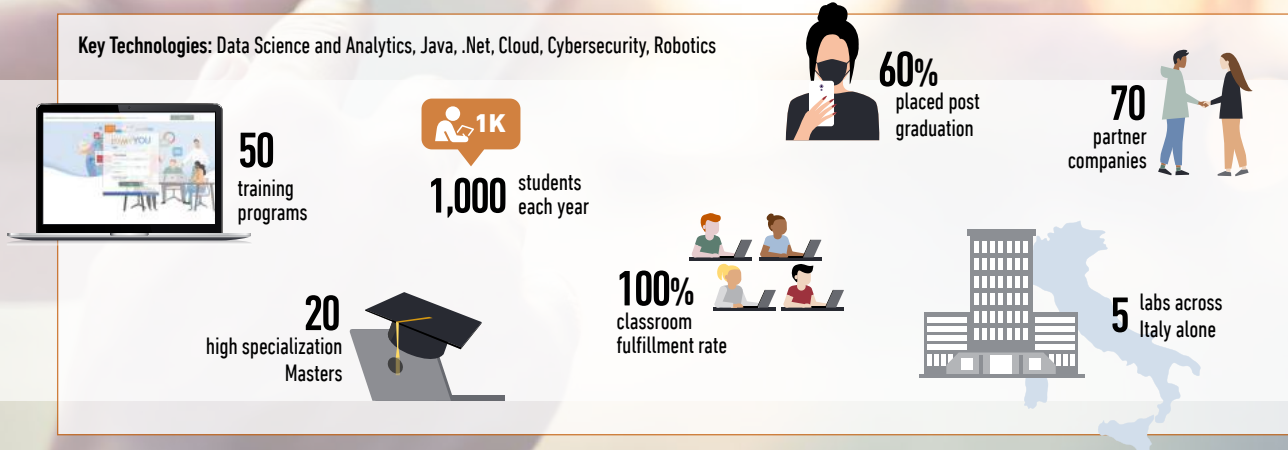 Key Technologies: Data Science and Analytics, Java, .Net, Cloud, Cybersecurity, Robotics
50
training
programs
1K
1,000
students
each year
60%
placed post
graduation
70
partner
companies
20
high specialization
Masters
100%
classroom
fulfillment rate
5
labs across
Italy alone